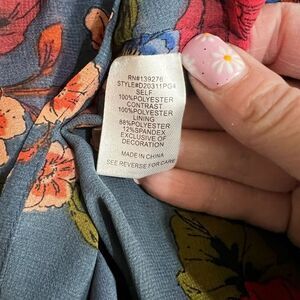 RN#139276
STYLE#D20311PG4
SELF
100%POLYESTER
CONTRAST
100%POLYESTER
LINING
88%POLYESTER
12%SPANDEX
EXCLUSIVE OF
DECORATION
MADE IN CHINA
SEE REVERSE FOR CARE